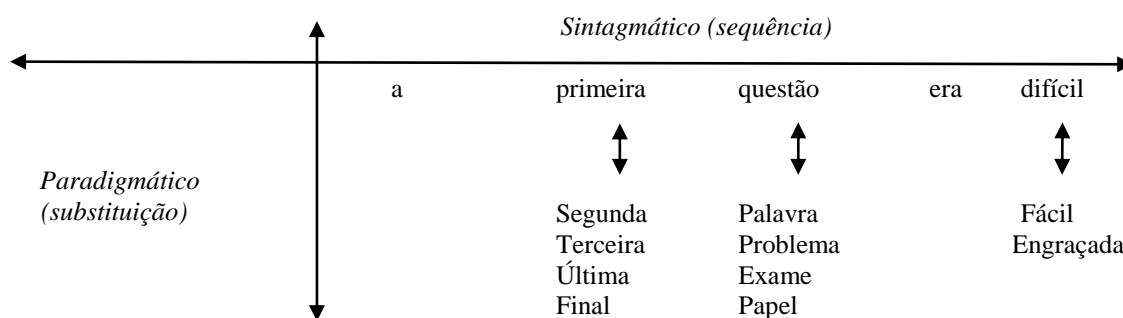 Sintagmático (sequência)
a primeira questão era difícil
Paradigmático
(substituição)
Segunda Palavra Fácil
Terceira Problema Engraçada
Última Exame
Final Papel